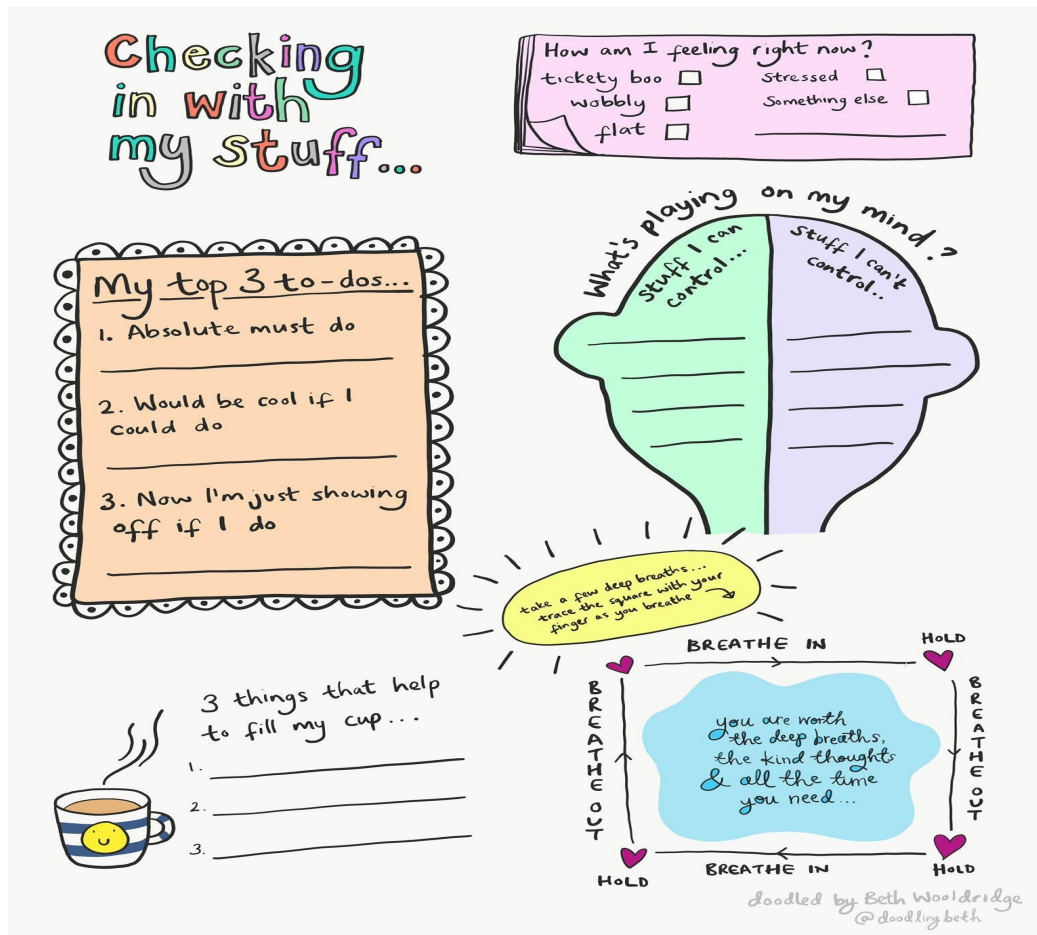 Checking
in with
my stuff...
How am I feeling right now?
tickety boo
wobbly
flat
Stressed
Something else
My top 3 to-dos...
1. Absolute must do
2. Would be cool if I
could do
3. Now I'm just showing
off if I do
What's playing on my mind?
Stuff I can
control...
Stuff I can't
control..
take a few deep breaths...
trace the square with your
finger as you breathe
3 things that help
to fill my cup...
1.
2.
3.
BREATHE IN
HOLD
BREATHE OUT
HOLD
BREATHE IN
HOLD
BREATHE OUT
you are worth
the deep breaths,
the kind thoughts
& all the time
you need...
doodled by Beth Wooldridge
@doodlingbeth